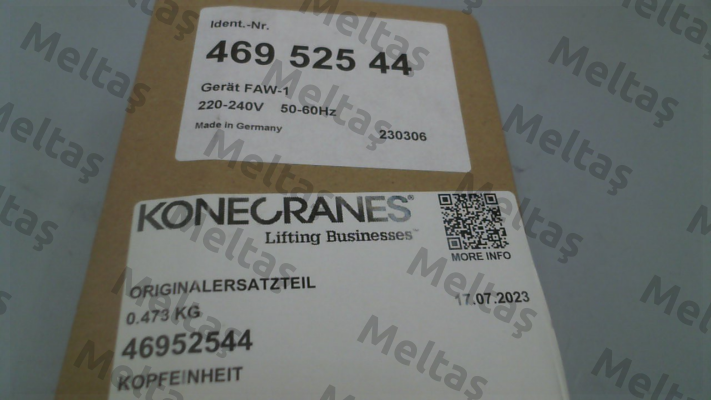 Ident.-Nr.
469 525 44
Gerät FAW-1
220-240V 50-60Hz
Made in Germany
230306
KONECRANES®
Lifting Businesses™
MORE INFO
ORIGINALERSATZTEIL
17.07.2023
0.473 KG
46952544
KOPFEINHEIT
Meltaş